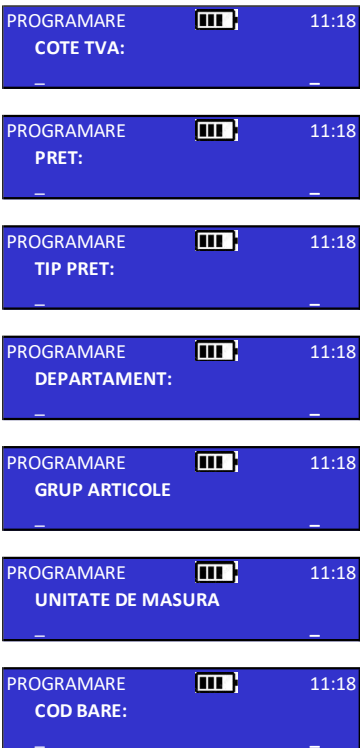 PROGRAMARE 11:18
COTE TVA:
_ _
PROGRAMARE 11:18
PRET:
_ _
PROGRAMARE 11:18
TIP PRET:
_ _
PROGRAMARE 11:18
DEPARTAMENT:
_ _
PROGRAMARE 11:18
GRUP ARTICOLE
_ _
PROGRAMARE 11:18
UNITATE DE MASURA
_ _
PROGRAMARE 11:18
COD BARE:
_ _